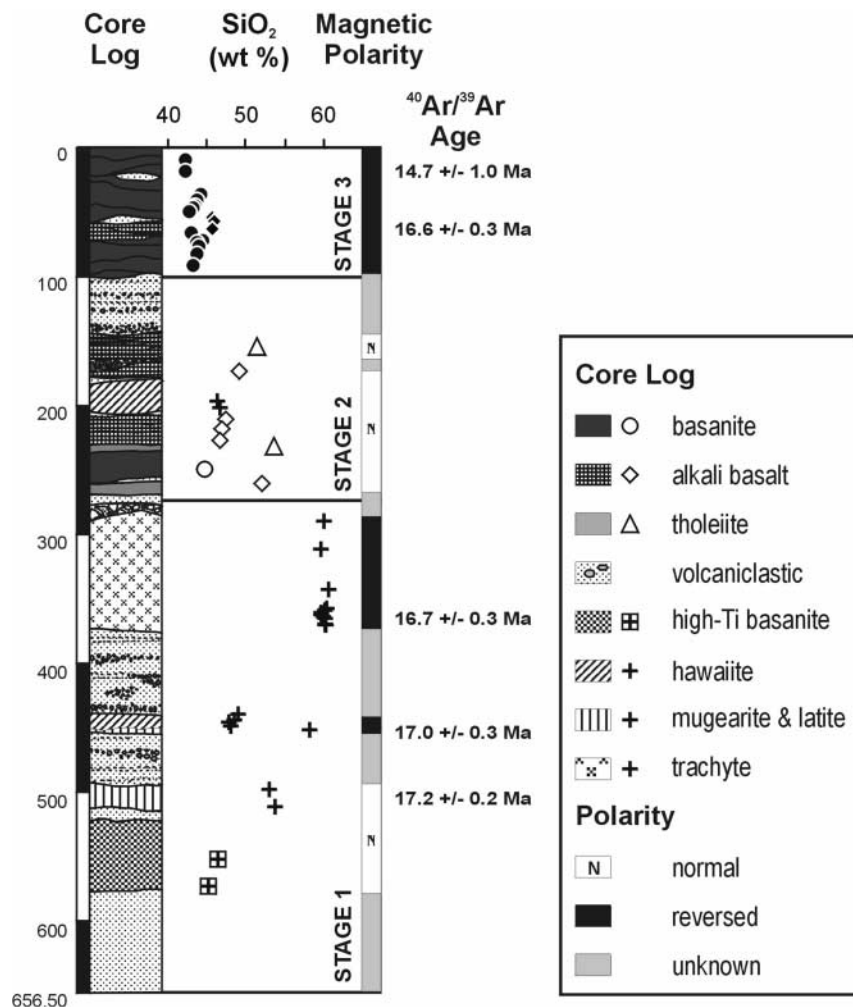 Core Log
SiO₂ (wt %)
Magnetic Polarity
⁴⁰Ar/³⁹Ar Age
40
50
60
0
100
200
300
400
500
600
656.50
STAGE 3
STAGE 2
STAGE 1
N
N
N
14.7 +/- 1.0 Ma
16.6 +/- 0.3 Ma
16.7 +/- 0.3 Ma
17.0 +/- 0.3 Ma
17.2 +/- 0.2 Ma
Core Log
basanite
alkali basalt
tholeiite
volcaniclastic
high-Ti basanite
hawaiite
mugearite & latite
trachyte
Polarity
N normal
reversed
unknown